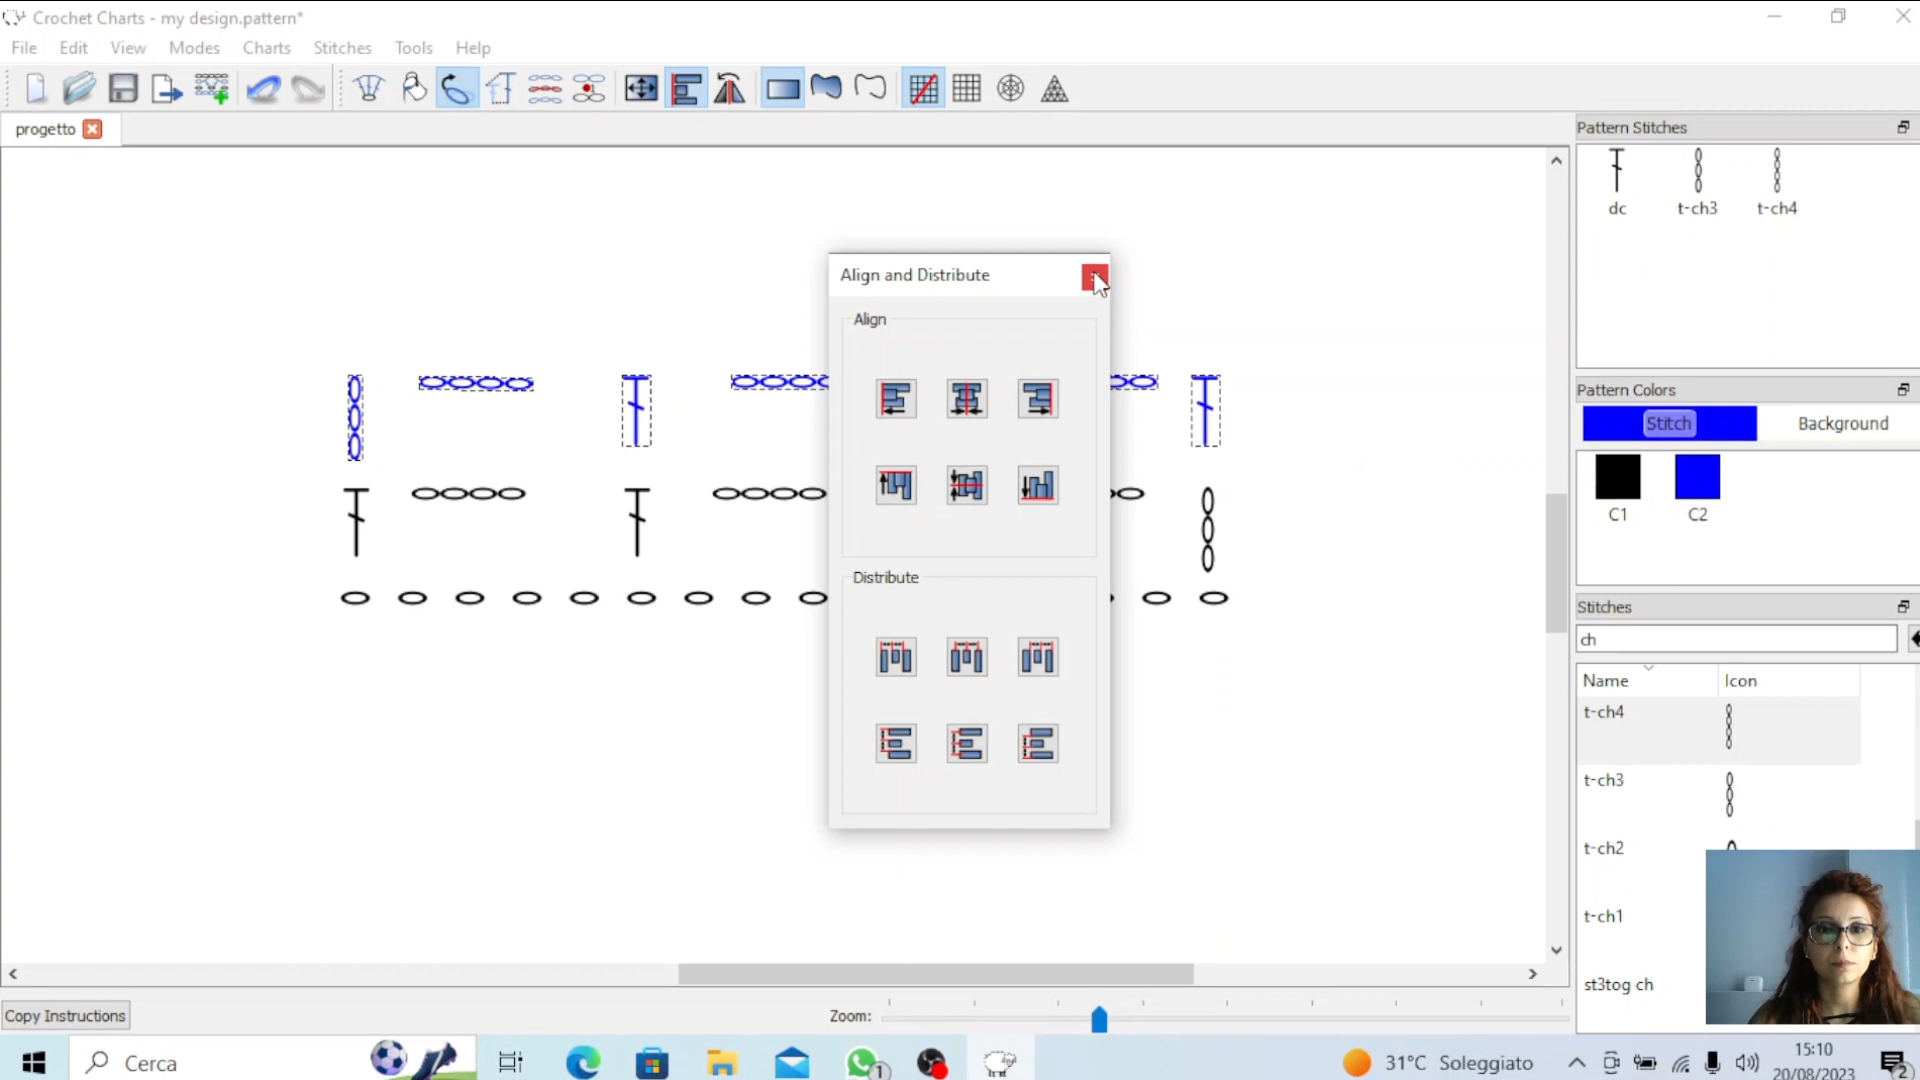 Crochet Charts - my design.pattern*
File Edit View Modes Charts Stitches Tools Help
progetto
Pattern Stitches
dc t-ch3 t-ch4
Align and Distribute
Align
Distribute
Pattern Colors
Stitch Background
C1 C2
Stitches
ch
Name Icon
t-ch4
t-ch3
t-ch2
t-ch1
st3tog ch
Copy Instructions
Zoom:
Cerca
1
31°C Soleggiato
15:10
20/08/2023
2